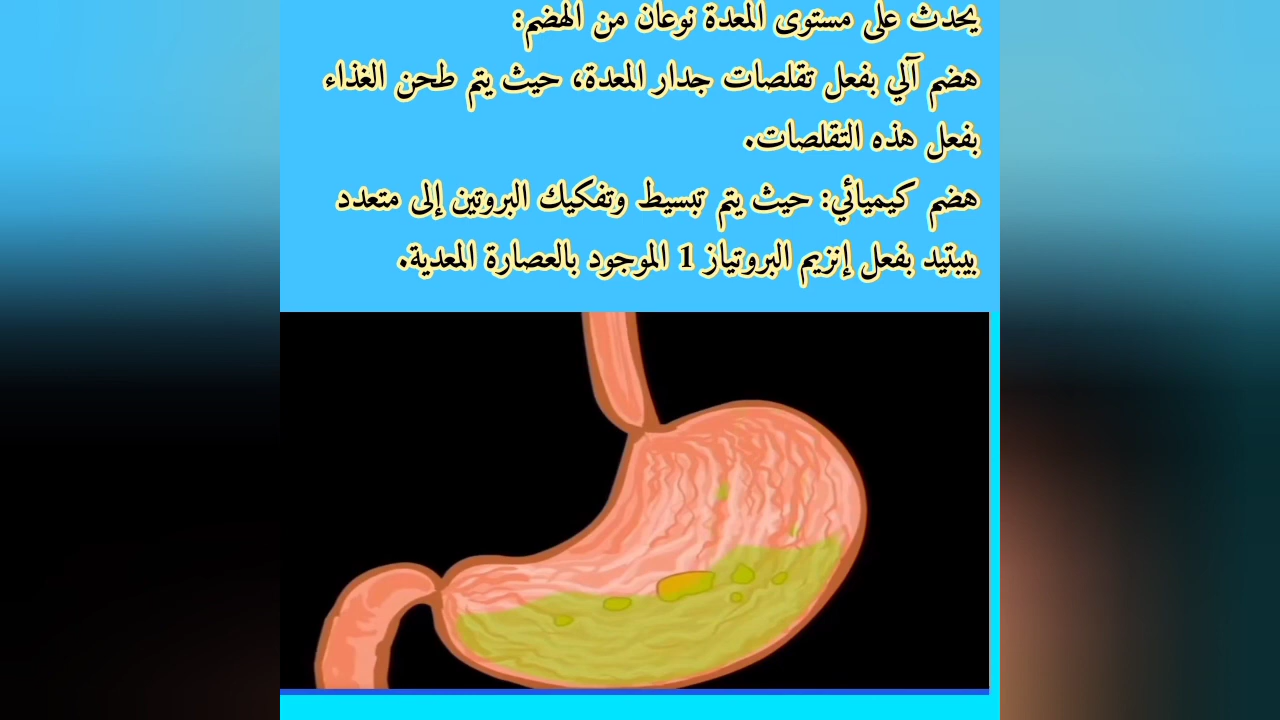 يحدث على مستوى المعدة نوعان من الهضم:
هضم آلي بفعل تقلصات جدار المعدة، حيث يتم طحن الغذاء
بفعل هذه التقلصات.
هضم كيميائي: حيث يتم تبسيط وتفكيك البروتين إلى متعدد
بيبتيد بفعل إنزيم البروتياز 1 الموجود بالعصارة المعدية.